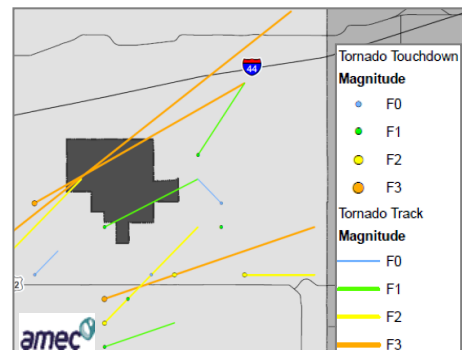 44
Tornado Touchdown
Magnitude
F0
F1
F2
F3
Tornado Track
Magnitude
F0
F1
F2
F3
2
amec